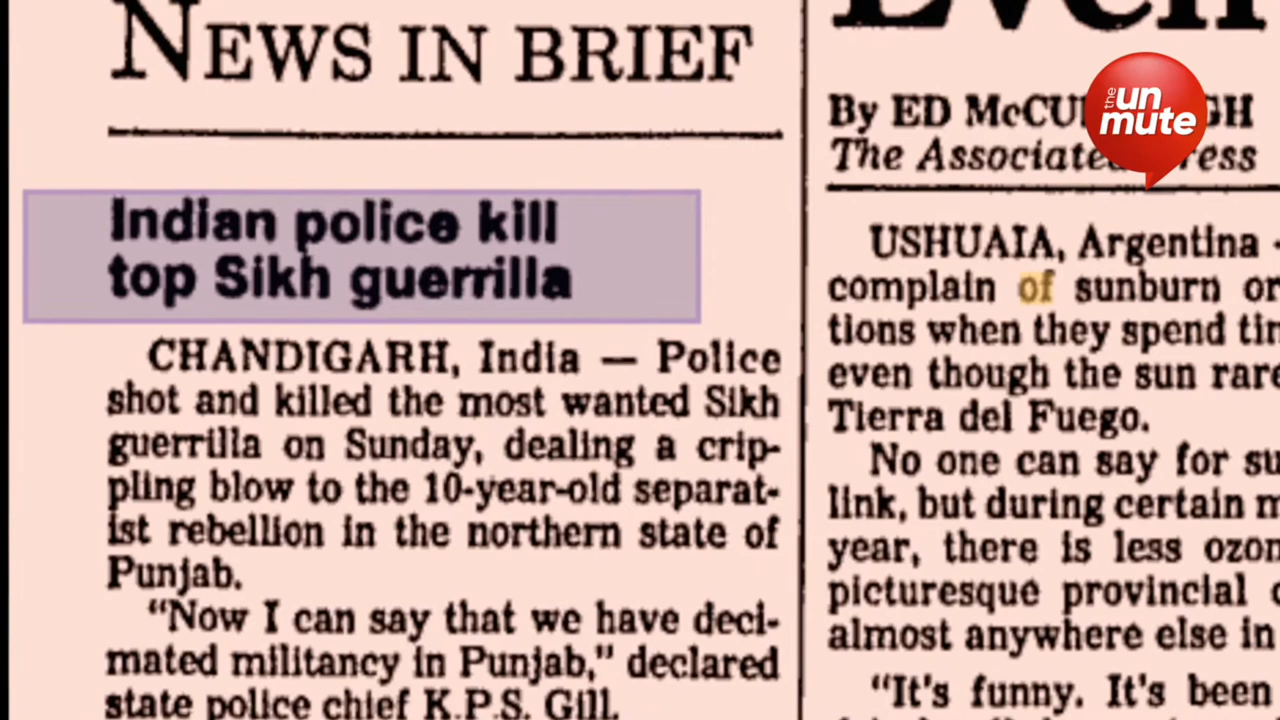 NEWS IN BRIEF
Indian police kill
top Sikh guerrilla
CHANDIGARH, India — Police
shot and killed the most wanted Sikh
guerrilla on Sunday, dealing a crip-
pling blow to the 10-year-old separat-
ist rebellion in the northern state of
Punjab.
“Now I can say that we have deci-
mated militancy in Punjab,” declared
state police chief K.P.S. Gill.
By ED McCU GH
The Associated ress
USHUAIA, Argentina -
complain of sunburn or
tions when they spend
even though the sun
Tierra del Fuego.
No one can say for
link, but during certain
year, there is less
picturesque provincial
almost anywhere else in
“It's funny. It's been
the un
mute